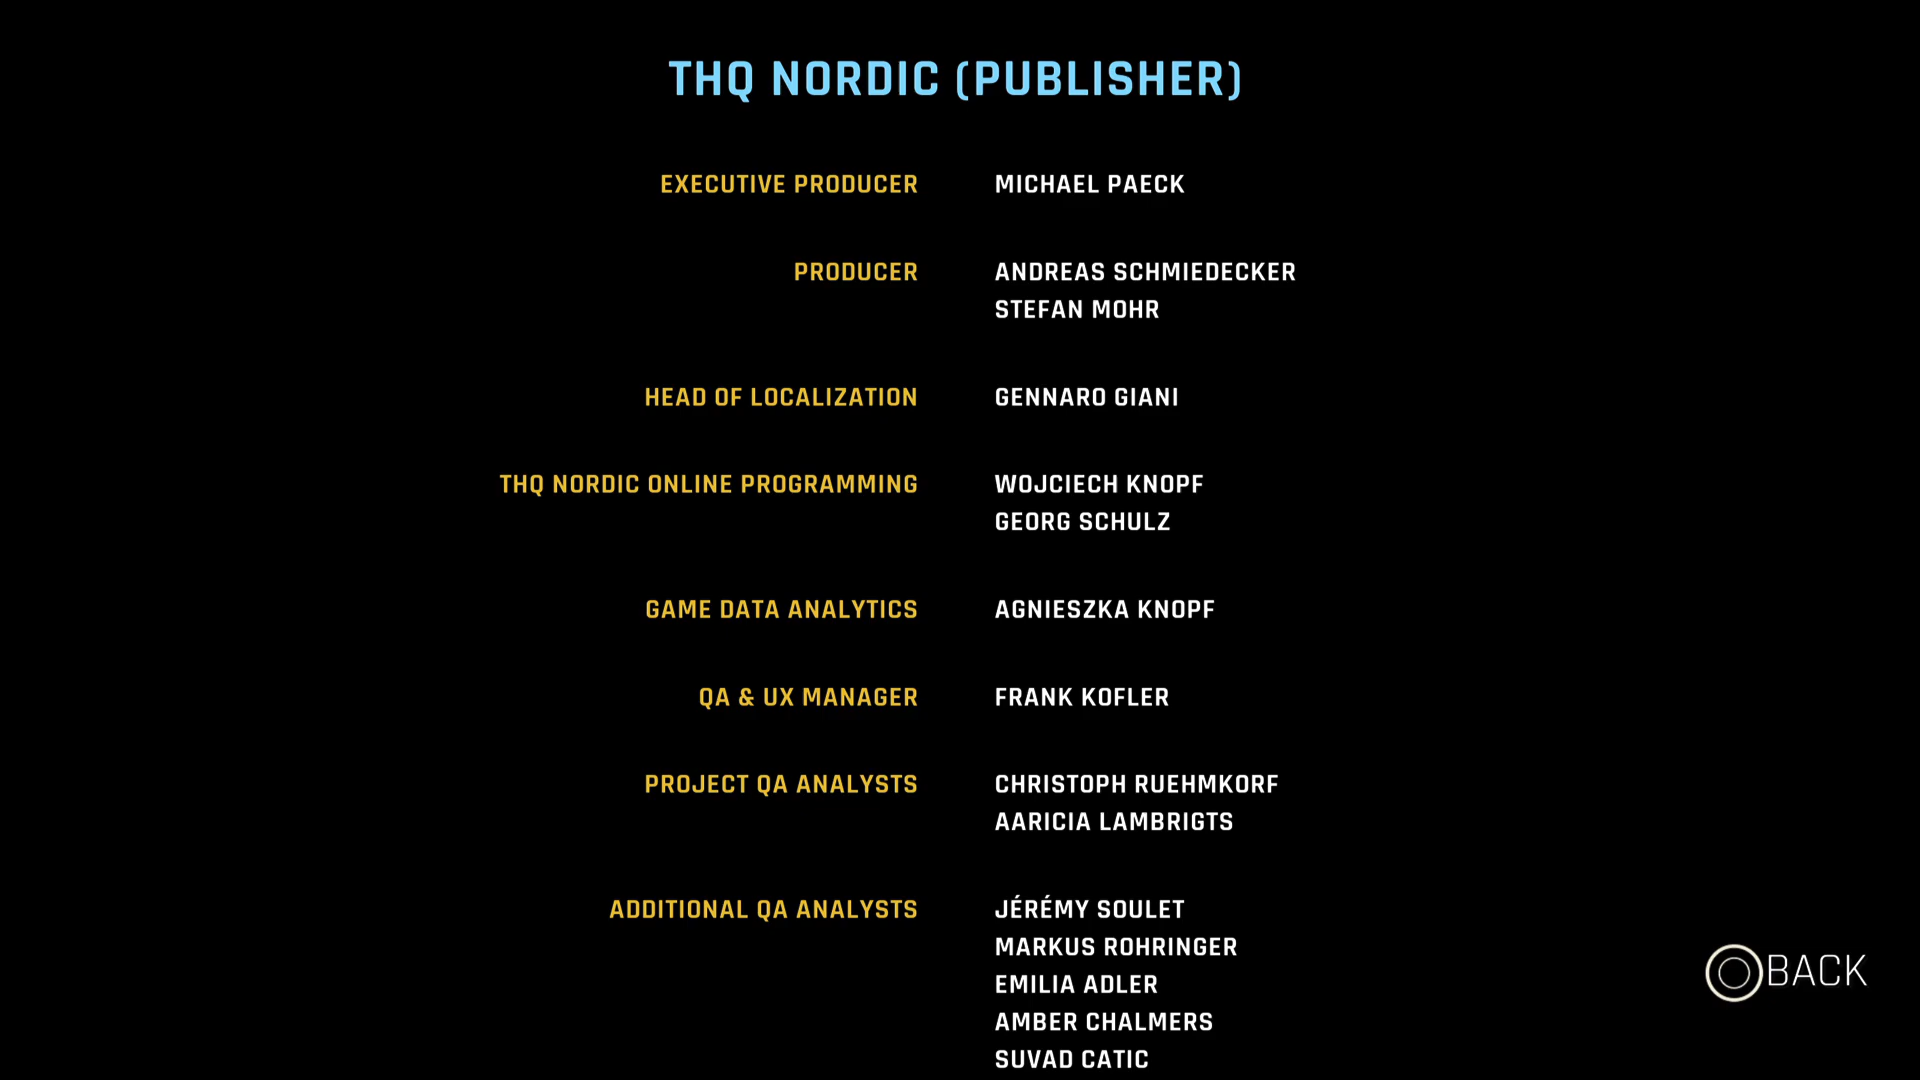 THQ NORDIC (PUBLISHER)
EXECUTIVE PRODUCER MICHAEL PAECK
PRODUCER ANDREAS SCHMIEDECKER
STEFAN MOHR
HEAD OF LOCALIZATION GENNARO GIANI
THQ NORDIC ONLINE PROGRAMMING WOJCIECH KNOPF
GEORG SCHULZ
GAME DATA ANALYTICS AGNIESZKA KNOPF
QA & UX MANAGER FRANK KOFLER
PROJECT QA ANALYSTS CHRISTOPH RUEHMKORF
AARICIA LAMBRIGTS
ADDITIONAL QA ANALYSTS JÉRÉMY SOULET
MARKUS ROHRINGER
EMILIA ADLER
AMBER CHALMERS
SUVAD CATIC
BACK